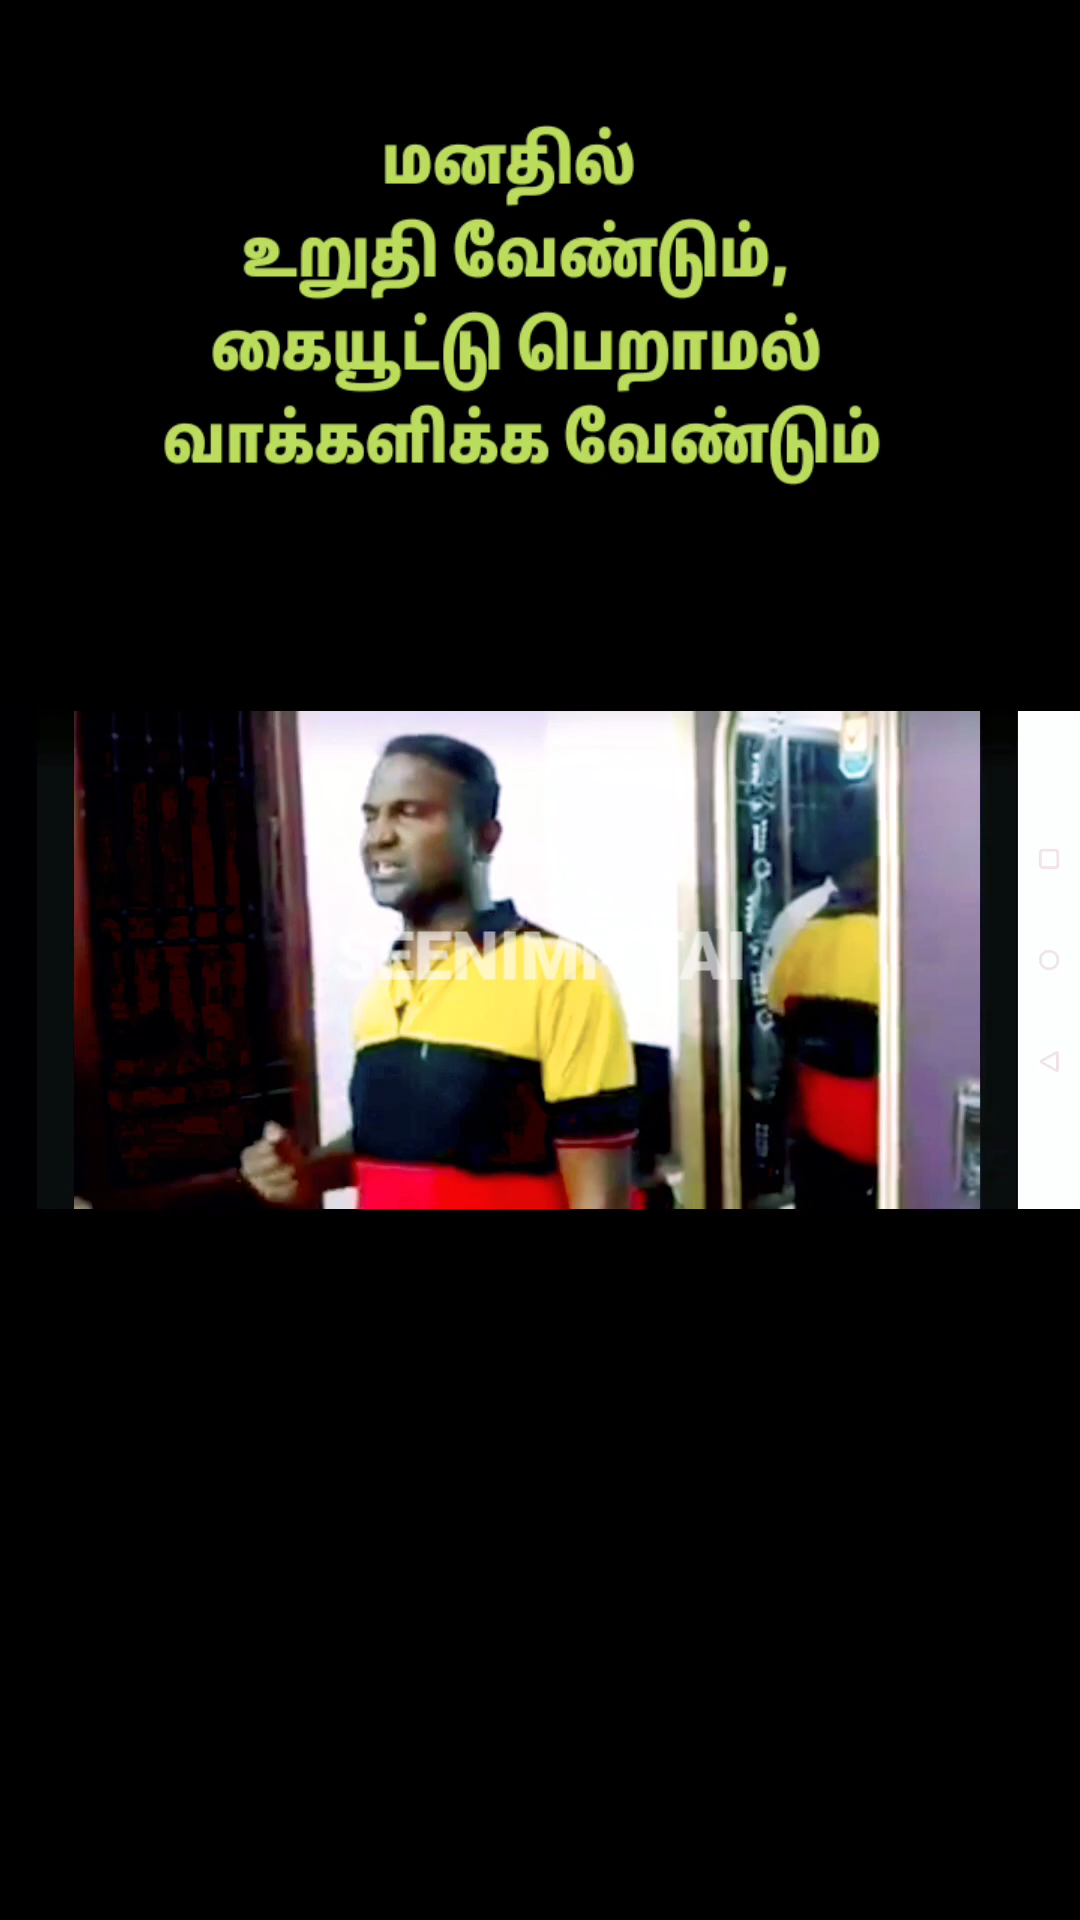 மனதில்
உறுதி வேண்டும்,
கையூட்டு பெறாமல்
வாக்களிக்க வேண்டும்